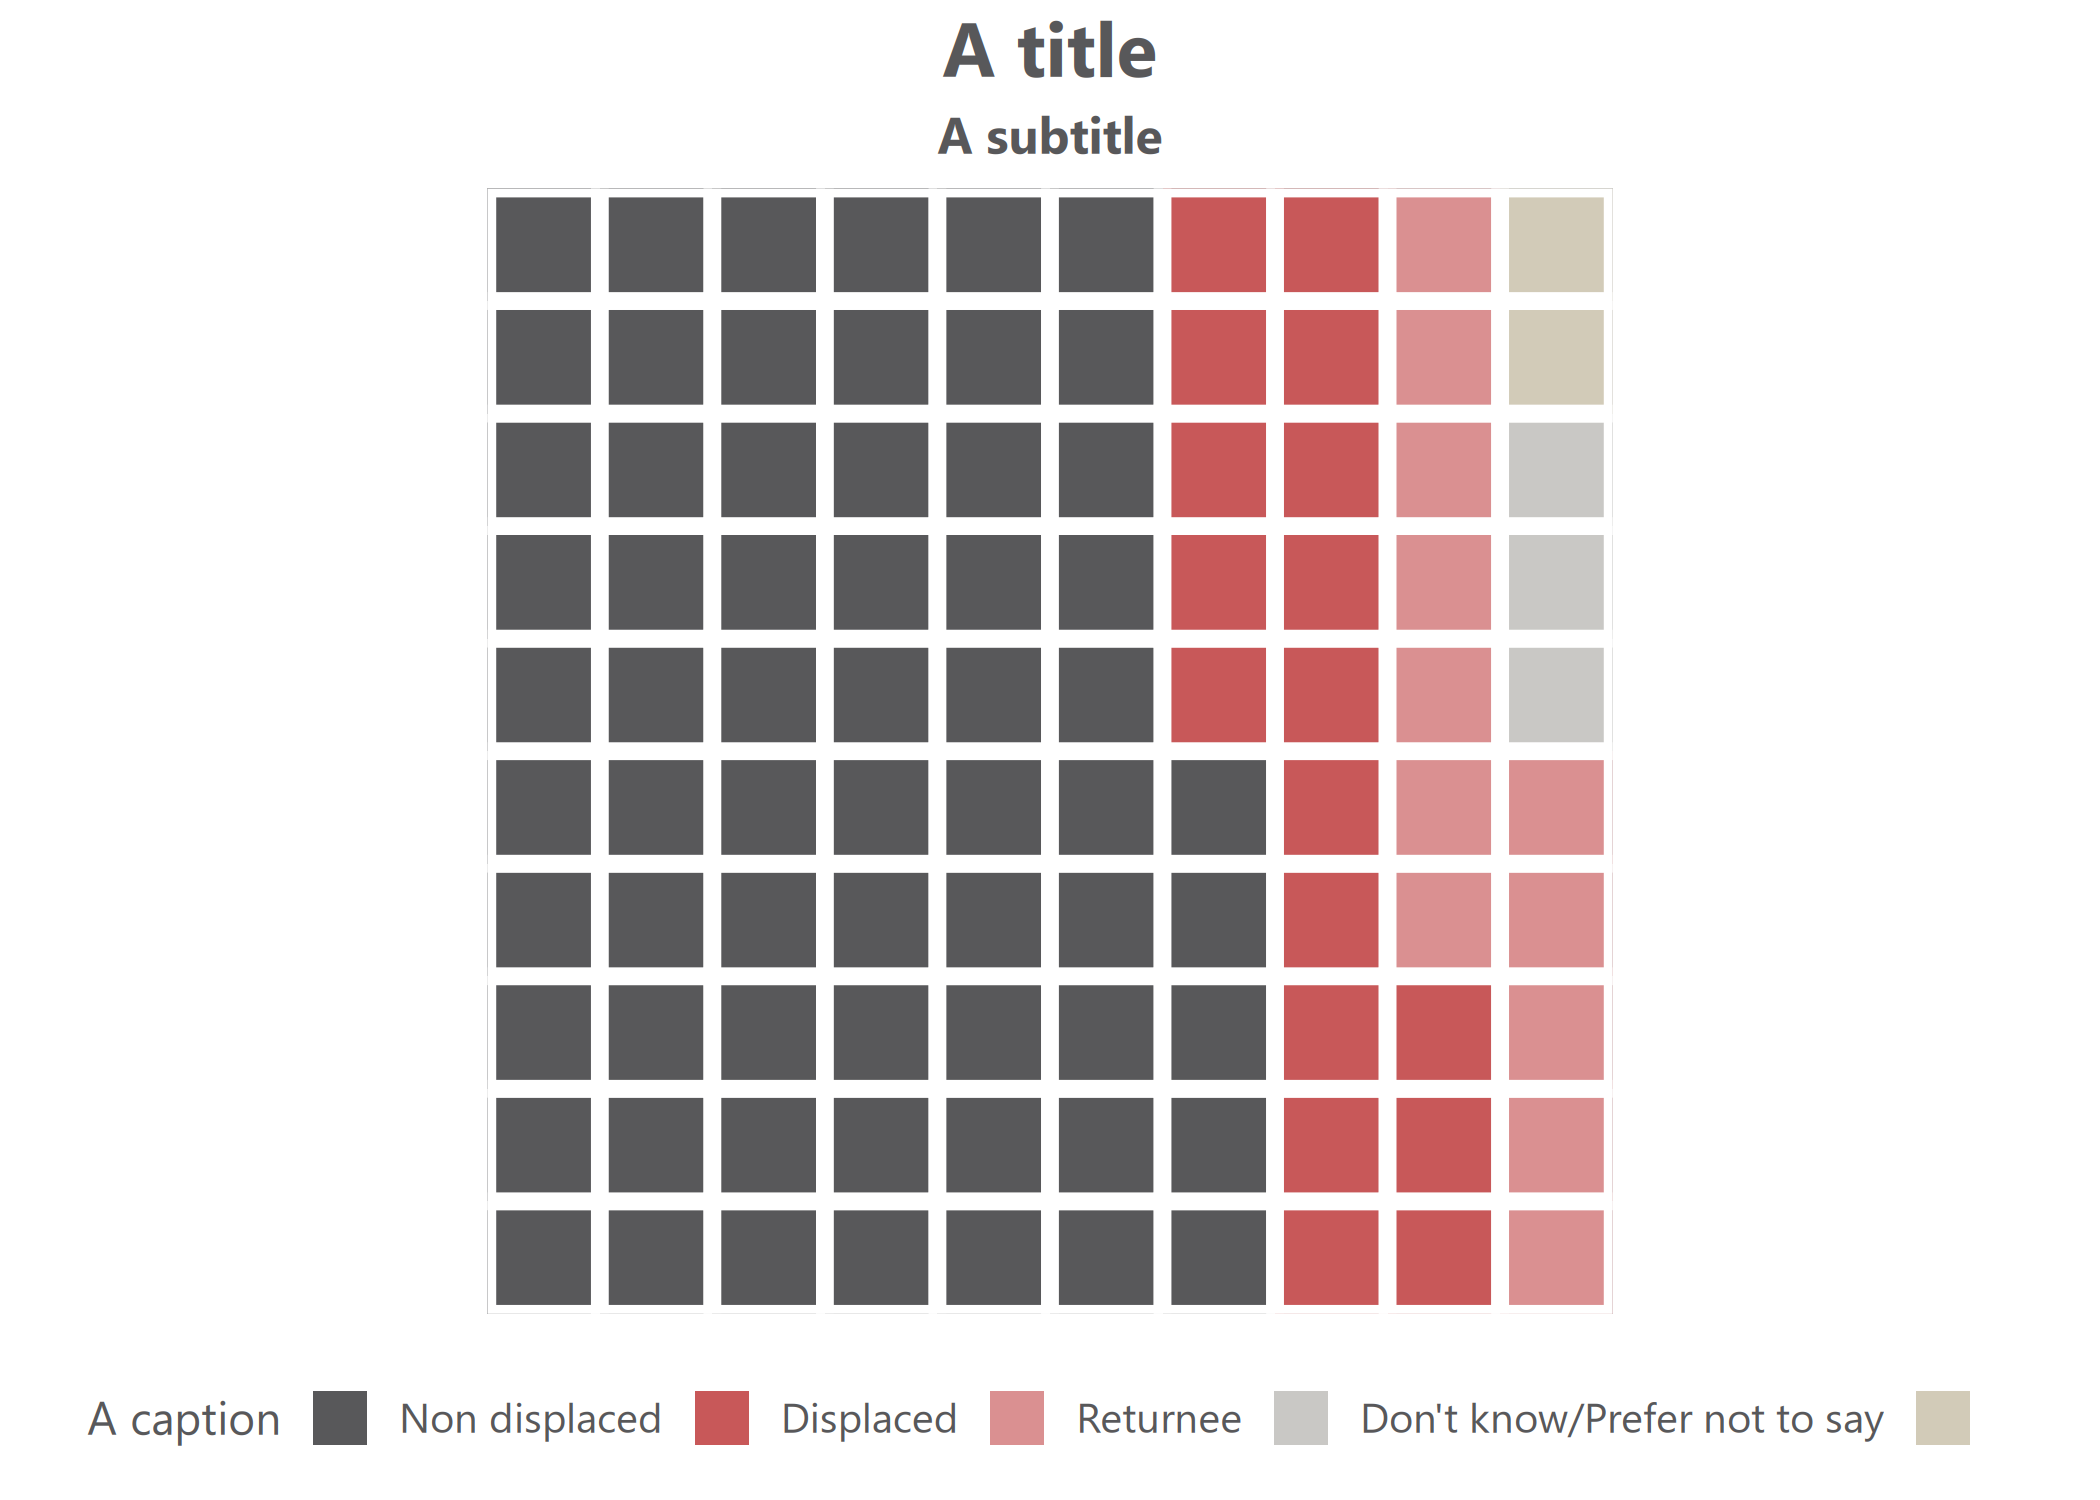 A title
A subtitle
A caption Non displaced Displaced Returnee Don't know/Prefer not to say